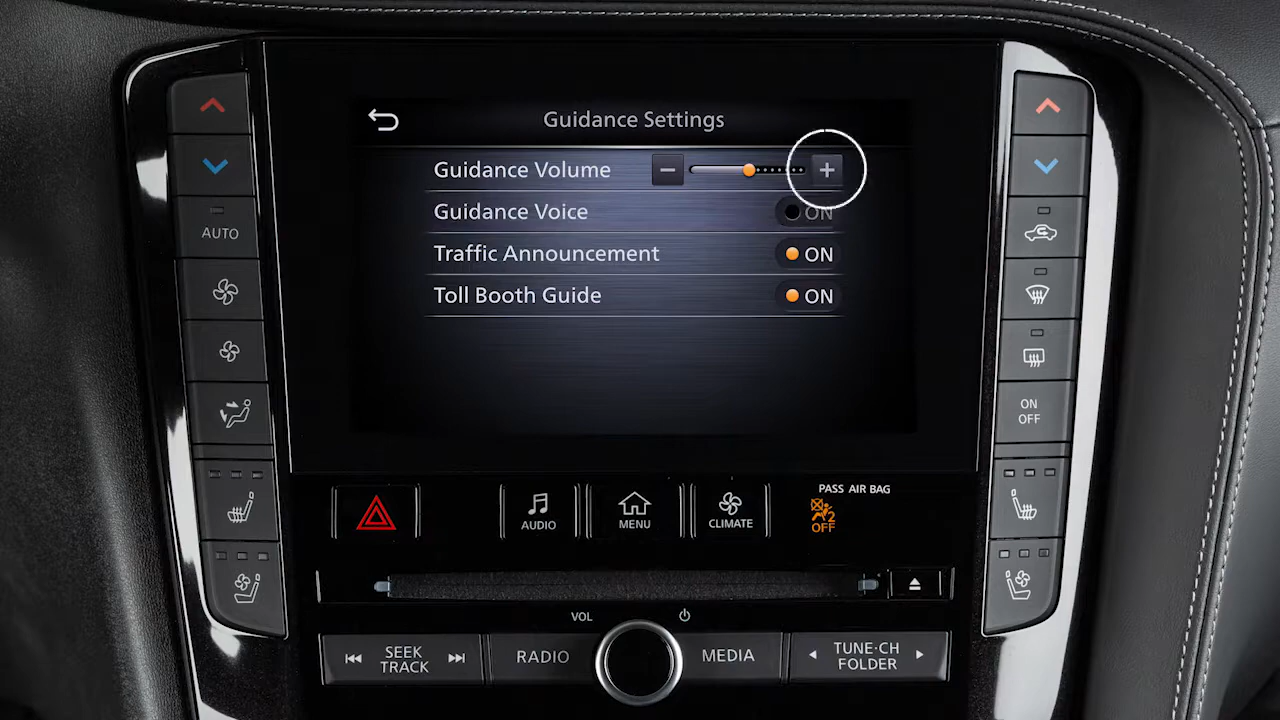 Guidance Settings
Guidance Volume
Guidance Voice ON
Traffic Announcement ON
Toll Booth Guide ON
AUTO
ON
OFF
PASS AIR BAG
OFF
AUDIO
MENU
CLIMATE
VOL
SEEK
TRACK
RADIO
MEDIA
TUNE·CH
FOLDER